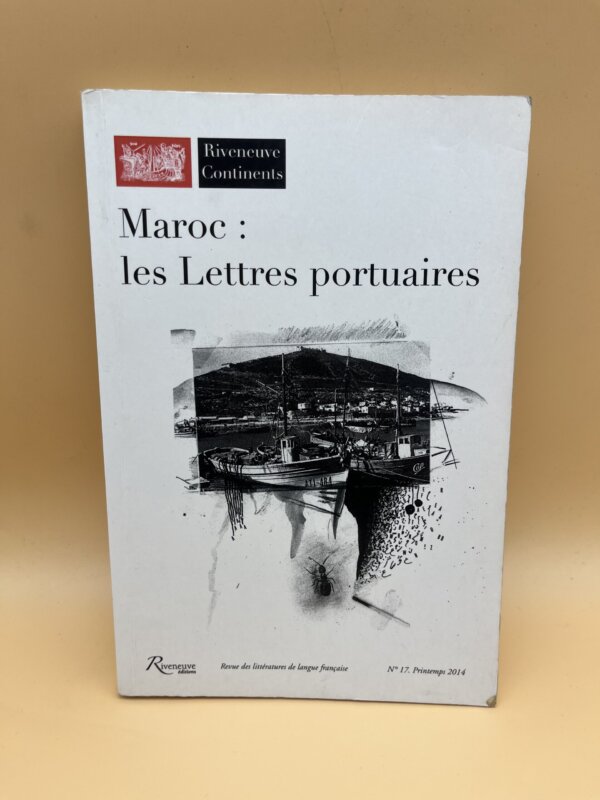 Riveneuve
Continents
Maroc :
les Lettres portuaires
Riveneuve
éditions
Revue des littératures de langue française
N° 17. Printemps 2014